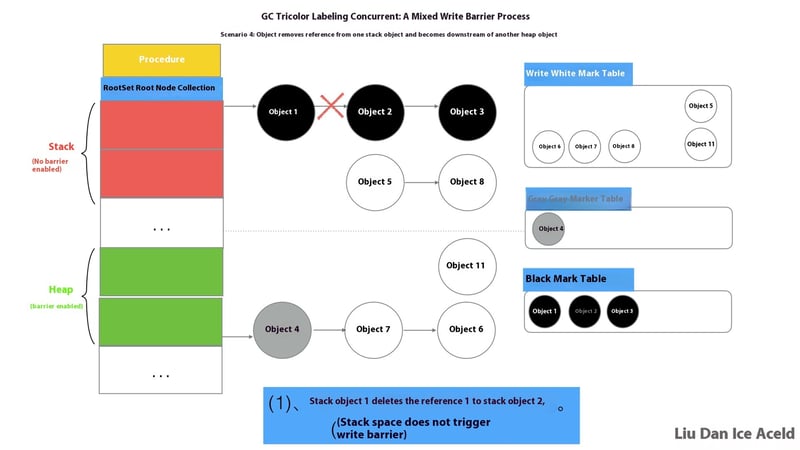 GC Tricolor Labeling Concurrent: A Mixed Write Barrier Process
Scenario 4: Object removes reference from one stack object and becomes downstream of another heap object
Procedure
RootSet Root Node Collection
Stack
(No barrier
enabled)
...
Heap
(barrier enabled)
...
Object 1
Object 2
Object 3
Object 5
Object 8
Object 11
Object 4
Object 7
Object 6
Write White Mark Table
Object 5
Object 6
Object 7
Object 8
Object 11
Gray Gray-Marker Table
Object 4
Black Mark Table
Object 1
Object 2
Object 3
(1)、 Stack object 1 deletes the reference 1 to stack object 2, 。
((Stack space does not trigger
write barrier)
Liu Dan Ice Aceld